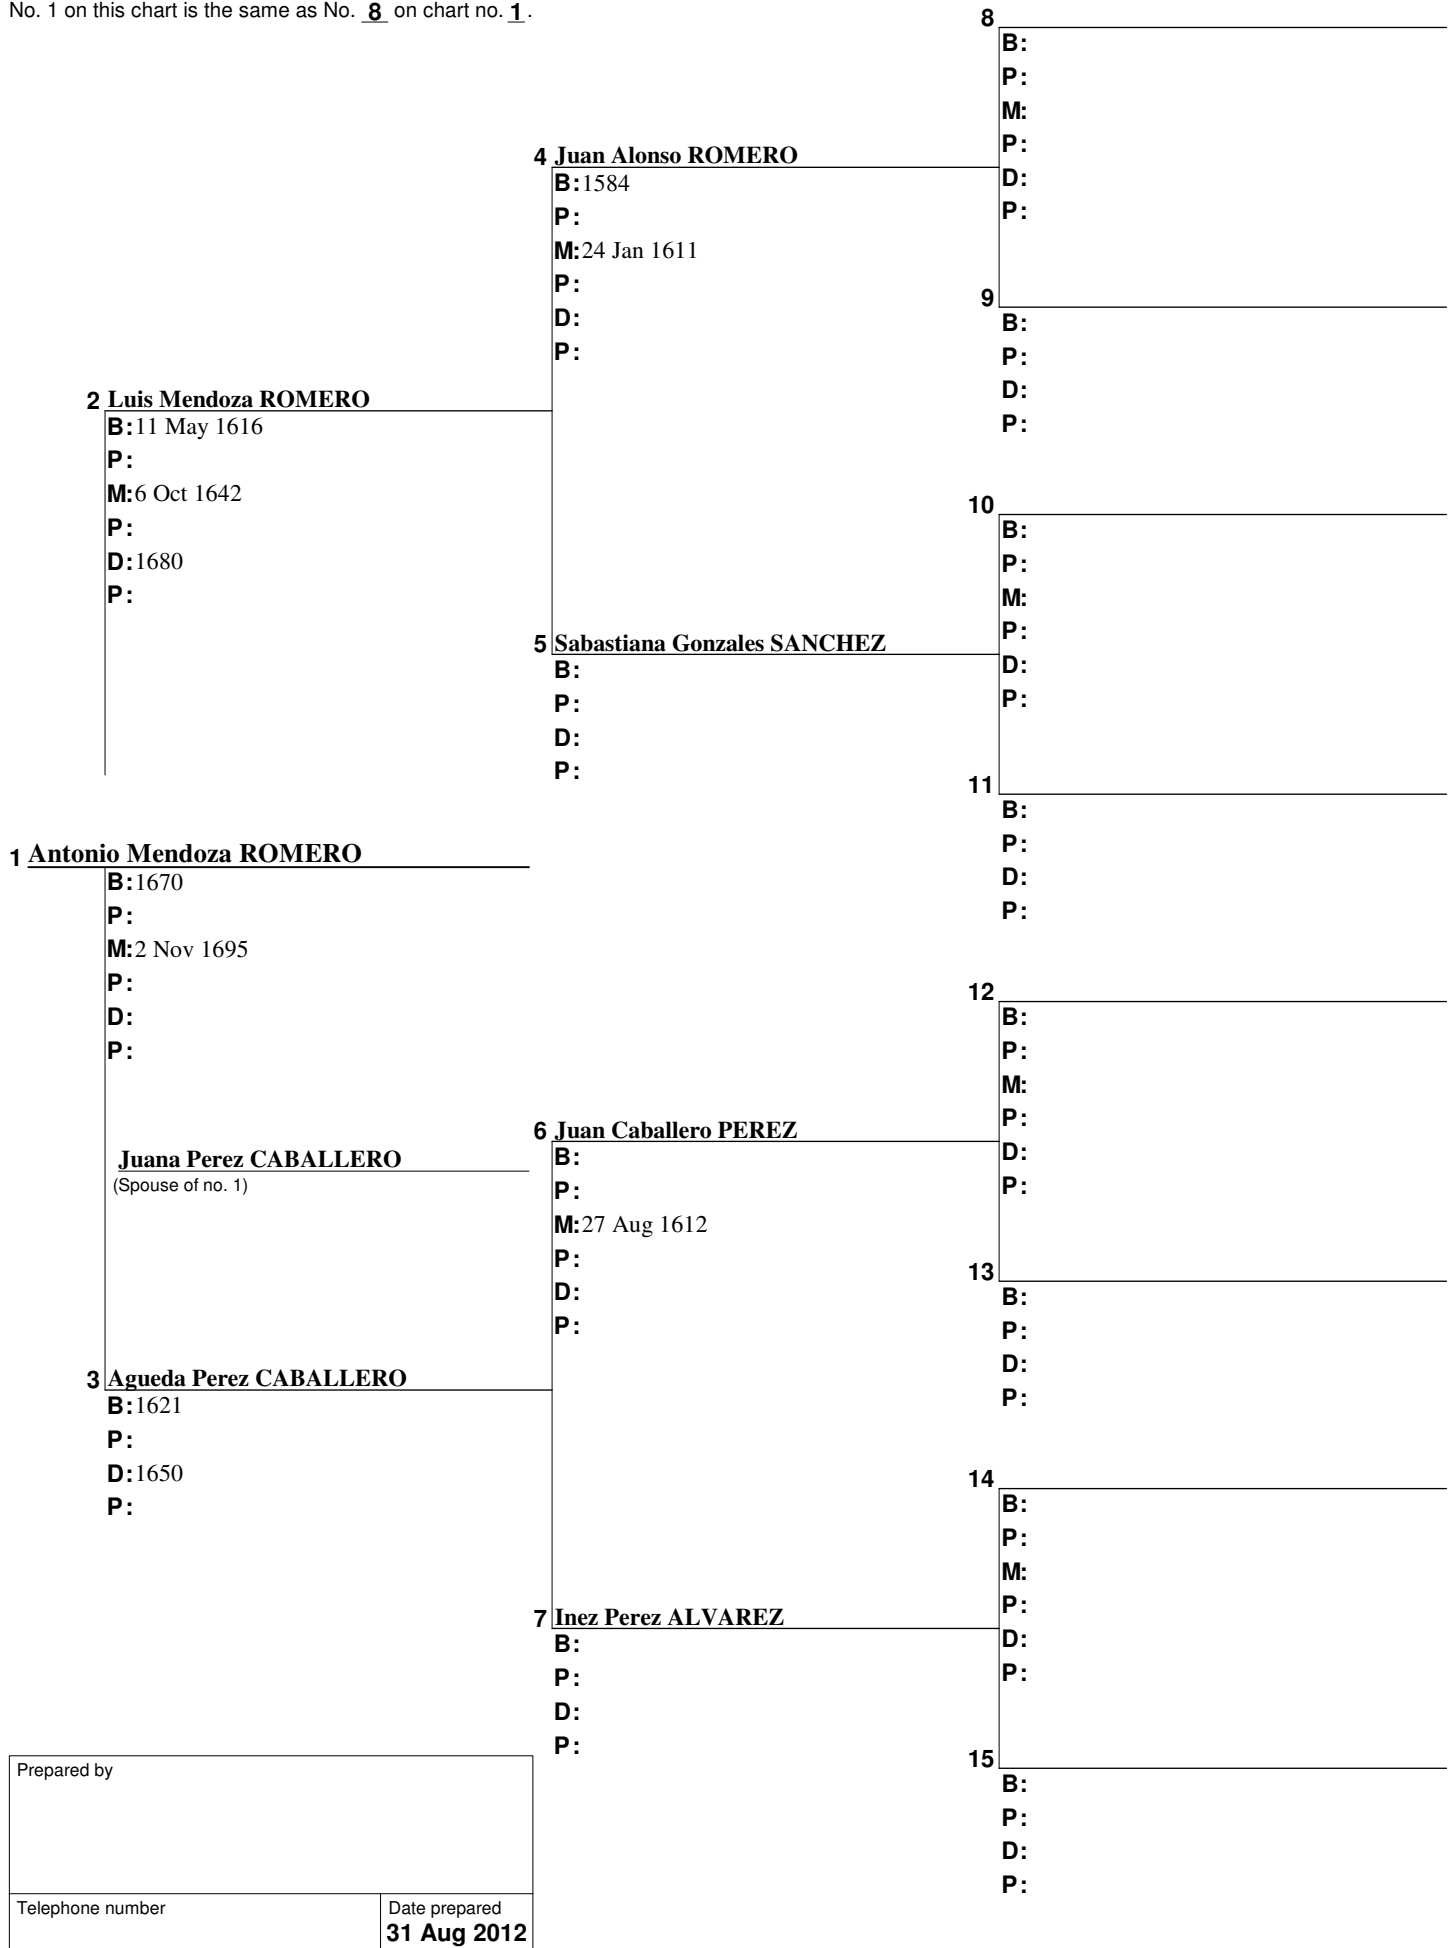 No. 1 on this chart is the same as No. 8 on chart no. 1.
8
B:
P:
M:
P:
D:
P:
4 Juan Alonso ROMERO
B:1584
P:
M:24 Jan 1611
P:
D:
P:
9
B:
P:
D:
P:
2 Luis Mendoza ROMERO
B:11 May 1616
P:
M:6 Oct 1642
P:
D:1680
P:
10
B:
P:
M:
P:
D:
P:
5 Sabastiana Gonzales SANCHEZ
B:
P:
D:
P:
11
B:
P:
D:
P:
1 Antonio Mendoza ROMERO
B:1670
P:
M:2 Nov 1695
P:
D:
P:
Juana Perez CABALLERO
(Spouse of no. 1)
12
B:
P:
M:
P:
D:
P:
6 Juan Caballero PEREZ
B:
P:
M:27 Aug 1612
P:
D:
P:
13
B:
P:
D:
P:
3 Agueda Perez CABALLERO
B:1621
P:
D:1650
P:
14
B:
P:
M:
P:
D:
P:
7 Inez Perez ALVAREZ
B:
P:
D:
P:
15
B:
P:
D:
P:
Prepared by
Telephone number
Date prepared
31 Aug 2012